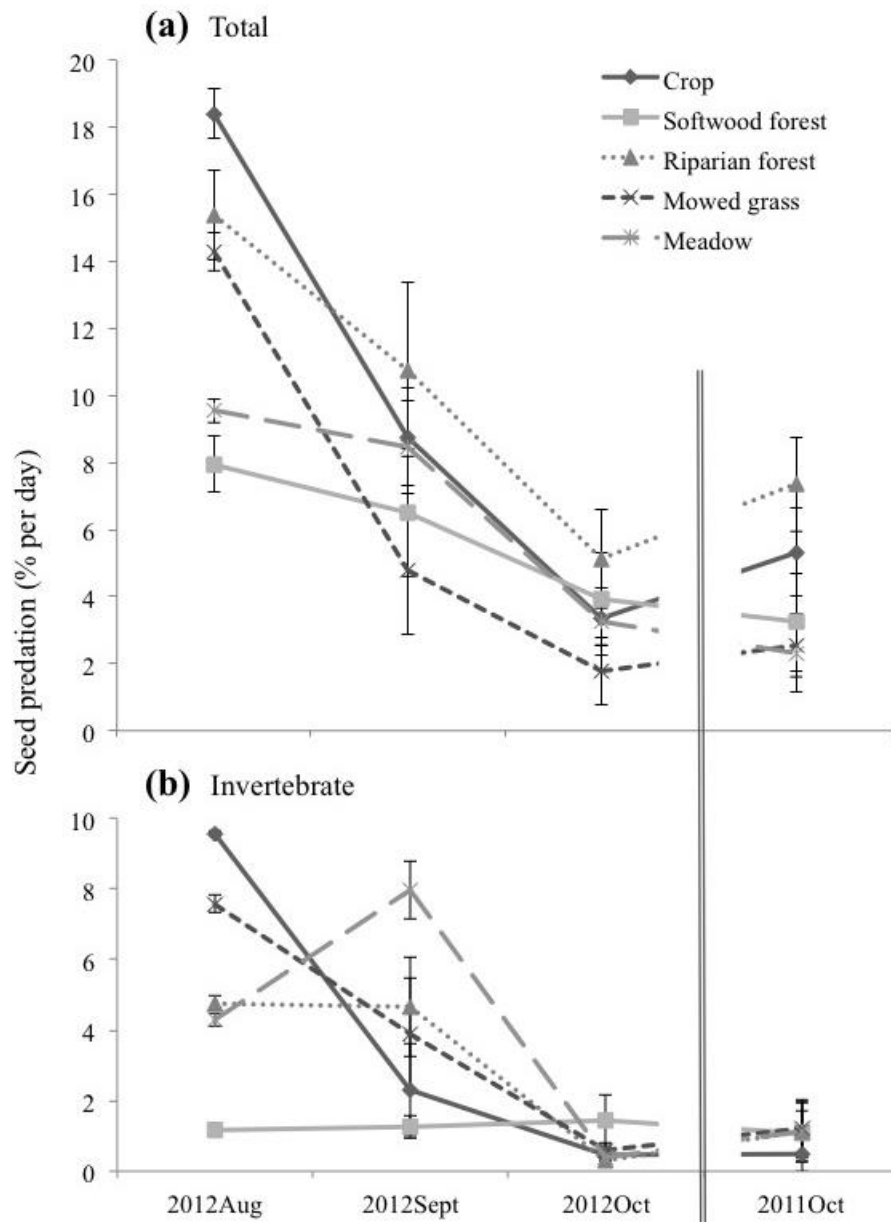 (a) Total
20
18
16
14
12
10
8
6
4
2
0
Crop
Softwood forest
Riparian forest
Mowed grass
Meadow
Seed predation (% per day)
(b) Invertebrate
10
8
6
4
2
0
2012Aug 2012Sept 2012Oct 2011Oct